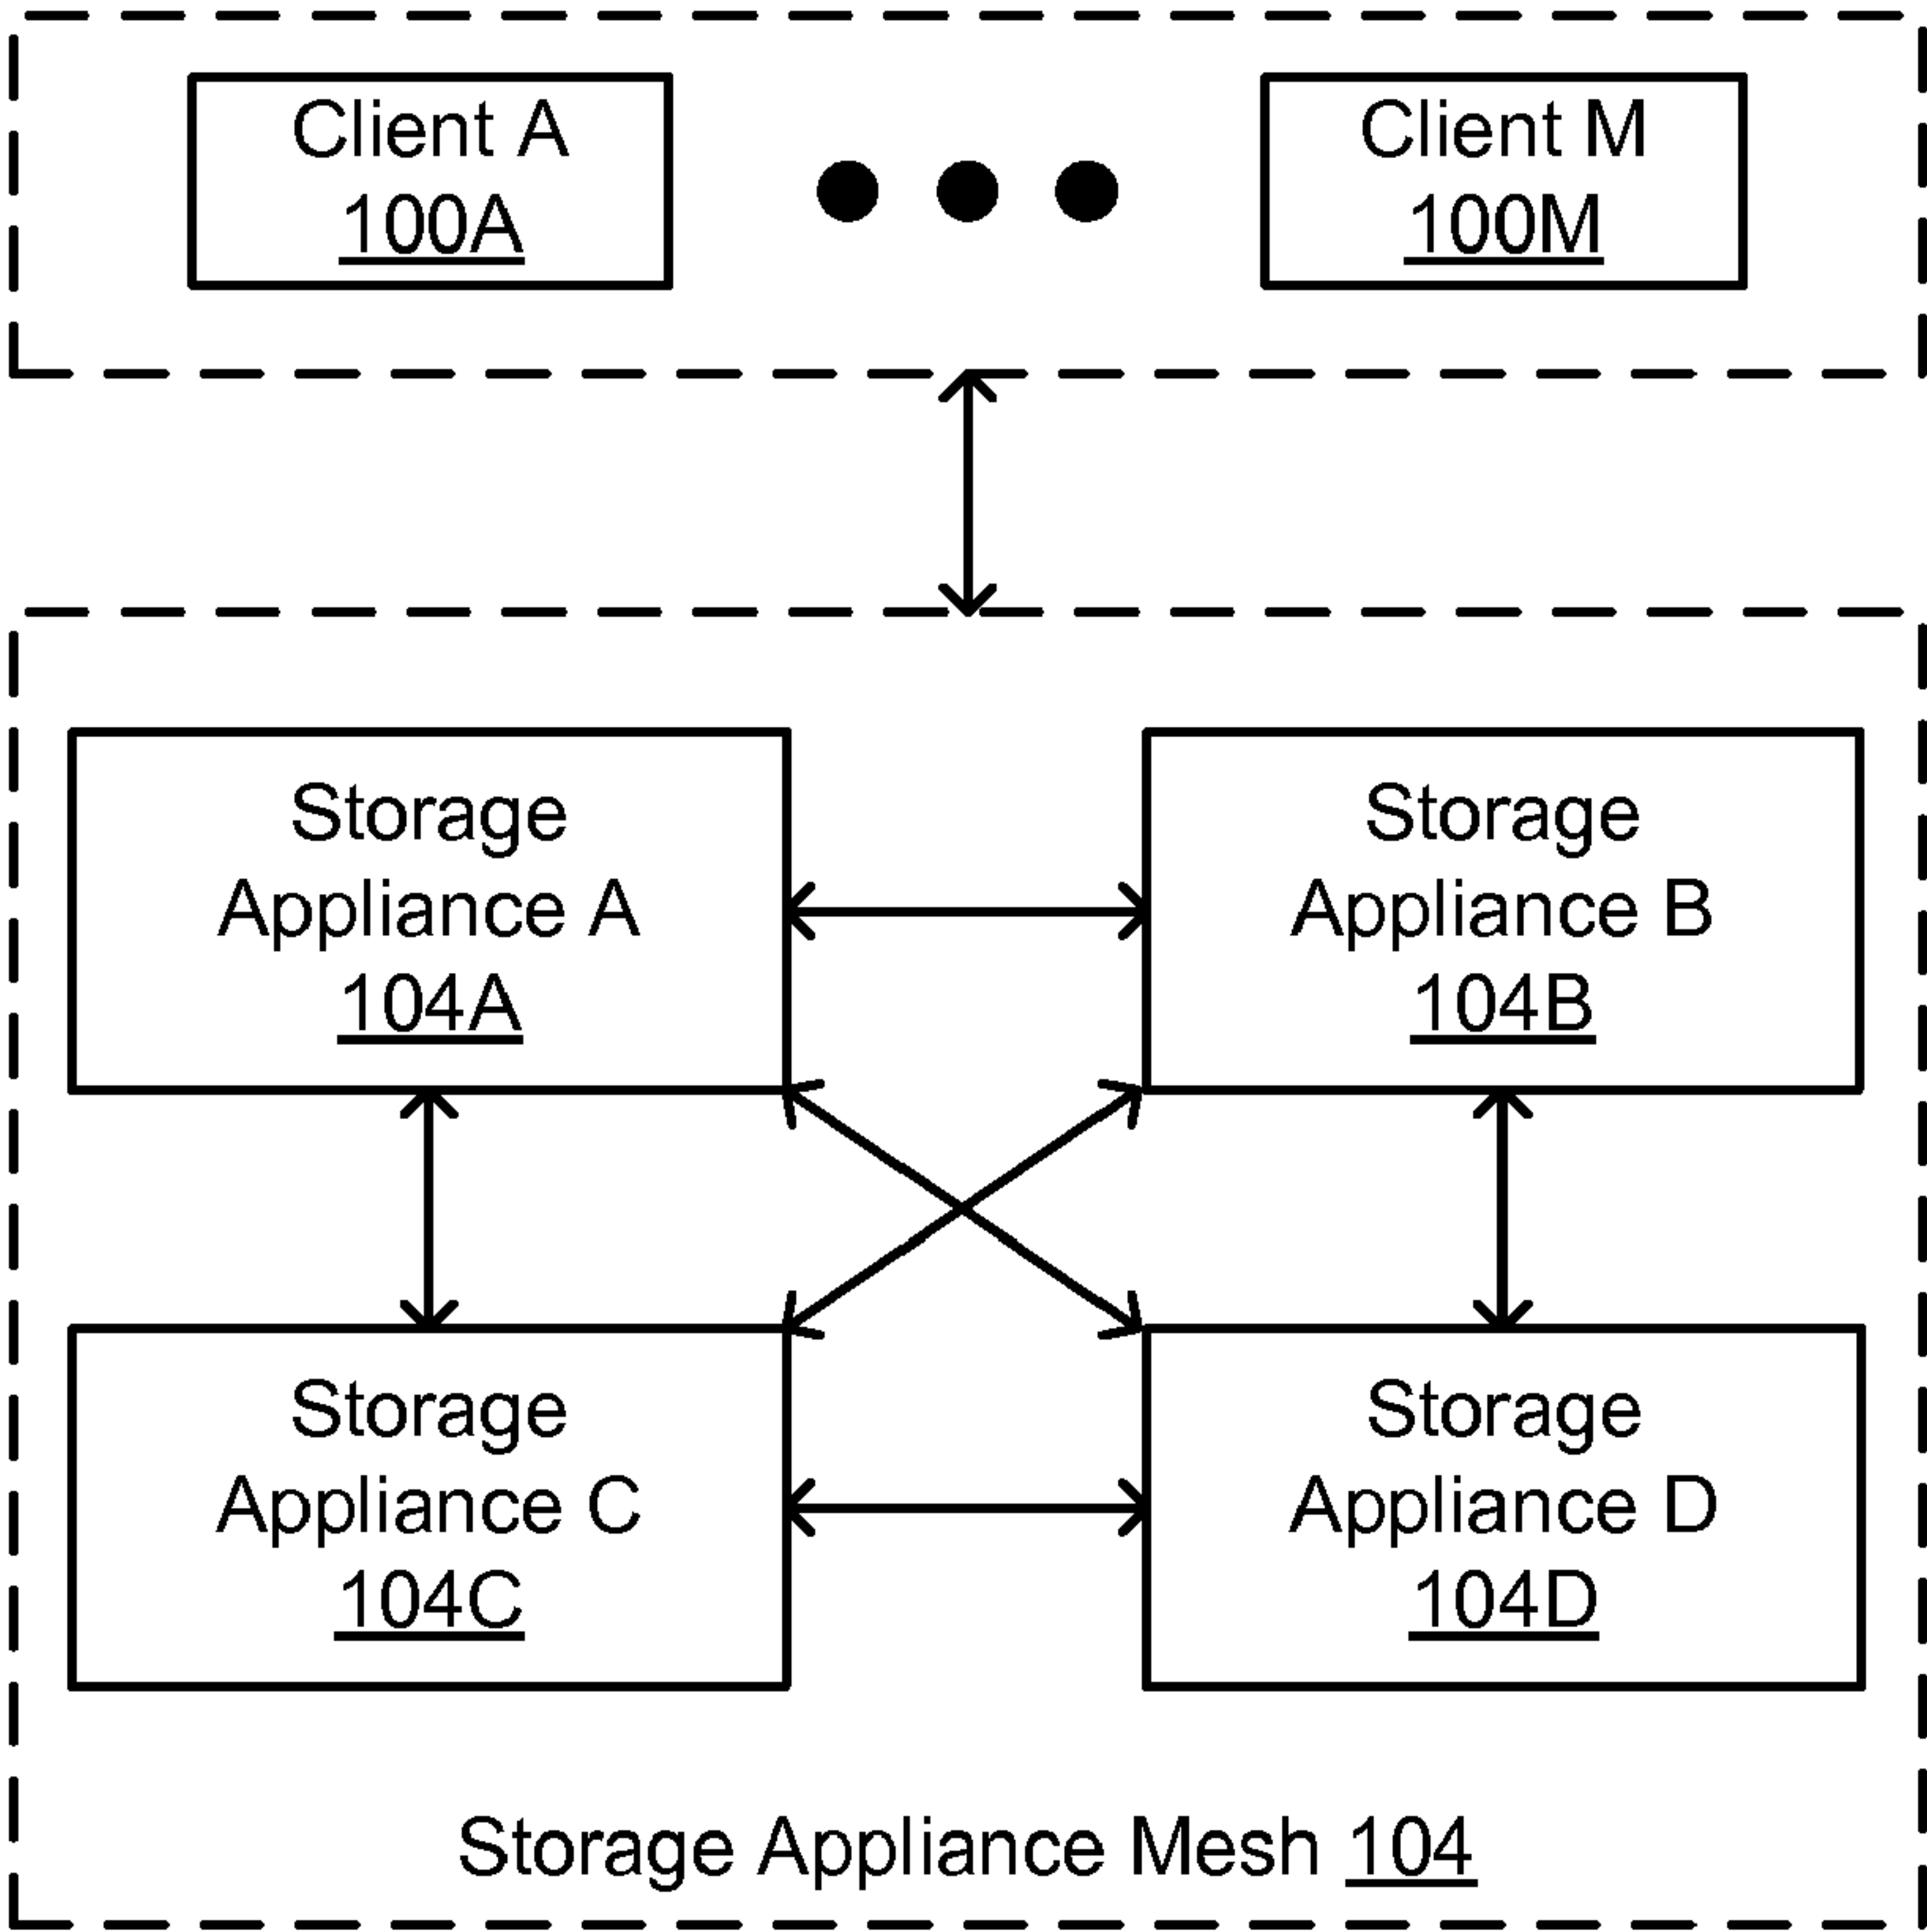 Client A
100A
Client M
100M
Storage
Appliance A
104A
Storage
Appliance B
104B
Storage
Appliance C
104C
Storage
Appliance D
104D
Storage Appliance Mesh 104